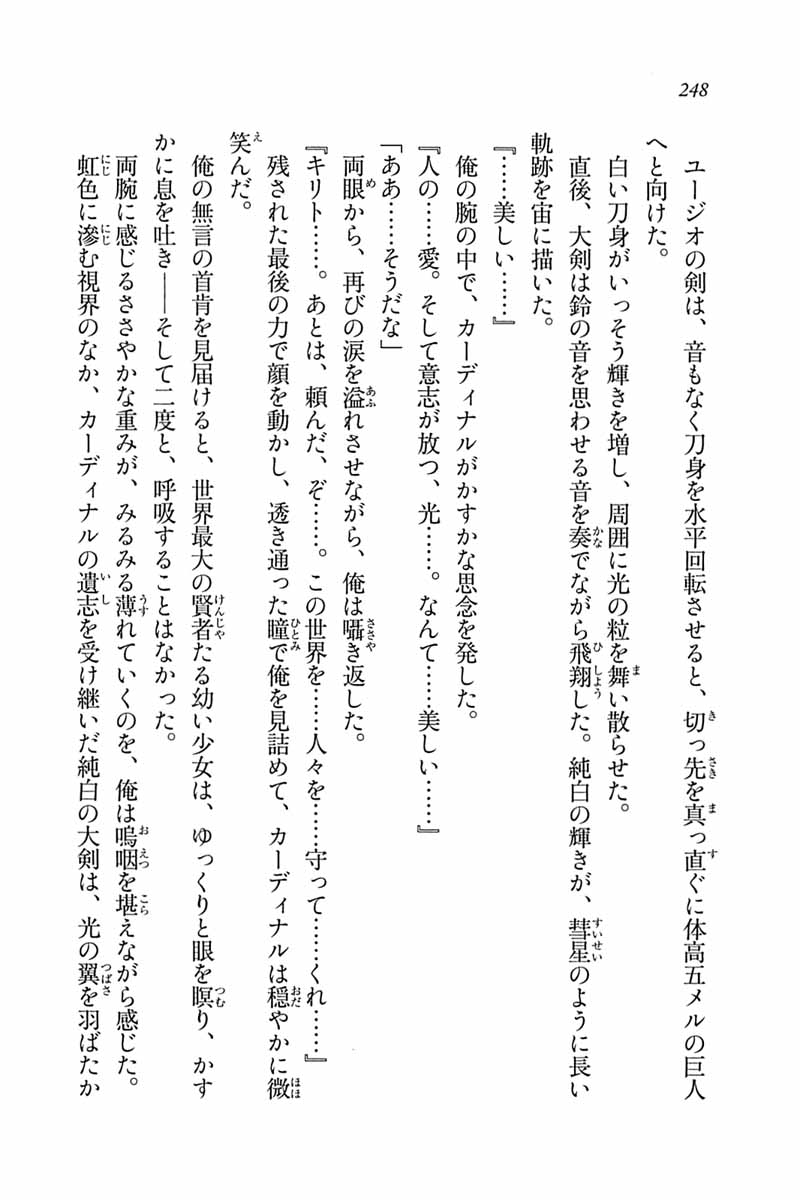 248
ユージオの剣は、音もなく刀身を水平回転させると、切っ先を真っ直ぐに体高五メルの巨人
へと向けた。
白い刀身がいっそう輝きを増し、周囲に光の粒を舞い散らせた。
直後、大剣は鈴の音を思わせる音を奏でながら飛翔した。純白の輝きが、彗星のように長い
軌跡を宙に描いた。
『……美しい……』
俺の腕の中で、カーディナルがかすかな思念を発した。
『人の……愛。そして意志が放つ、光……。なんて……美しい……』
「ああ……そうだな」
両眼から、再びの涙を溢れさせながら、俺は囁き返した。
『キリト……。あとは、頼んだ、ぞ……。この世界を……人々を……守って……くれ……』
残された最後の力で顔を動かし、透き通った瞳で俺を見詰めて、カーディナルは穏やかに微
笑んだ。
俺の無言の首肯を見届けると、世界最大の賢者たる幼い少女は、ゆっくりと眼を瞑り、かす
かに息を吐き――そして二度と、呼吸することはなかった。
両腕に感じるささやかな重みが、みるみる薄れていくのを、俺は嗚咽を堪えながら感じた。
虹色に滲む視界のなか、カーディナルの遺志を受け継いだ純白の大剣は、光の翼を羽ばたか